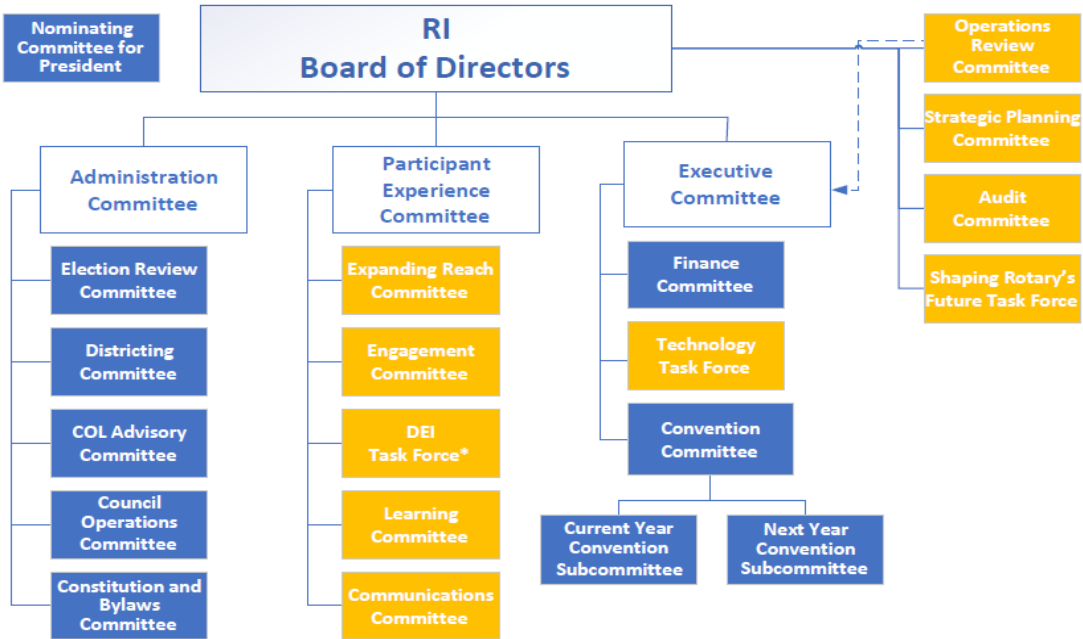 Nominating
Committee for
President
RI
Board of Directors
Operations
Review
Committee
Strategic Planning
Committee
Audit
Committee
Shaping Rotary's
Future Task Force
Administration
Committee
Participant
Experience
Committee
Executive
Committee
Election Review
Committee
Districting
Committee
COL Advisory
Committee
Council
Operations
Committee
Constitution and
Bylaws
Committee
Expanding Reach
Committee
Engagement
Committee
DEI
Task Force*
Learning
Committee
Communications
Committee
Finance
Committee
Technology
Task Force
Convention
Committee
Current Year
Convention
Subcommittee
Next Year
Convention
Subcommittee